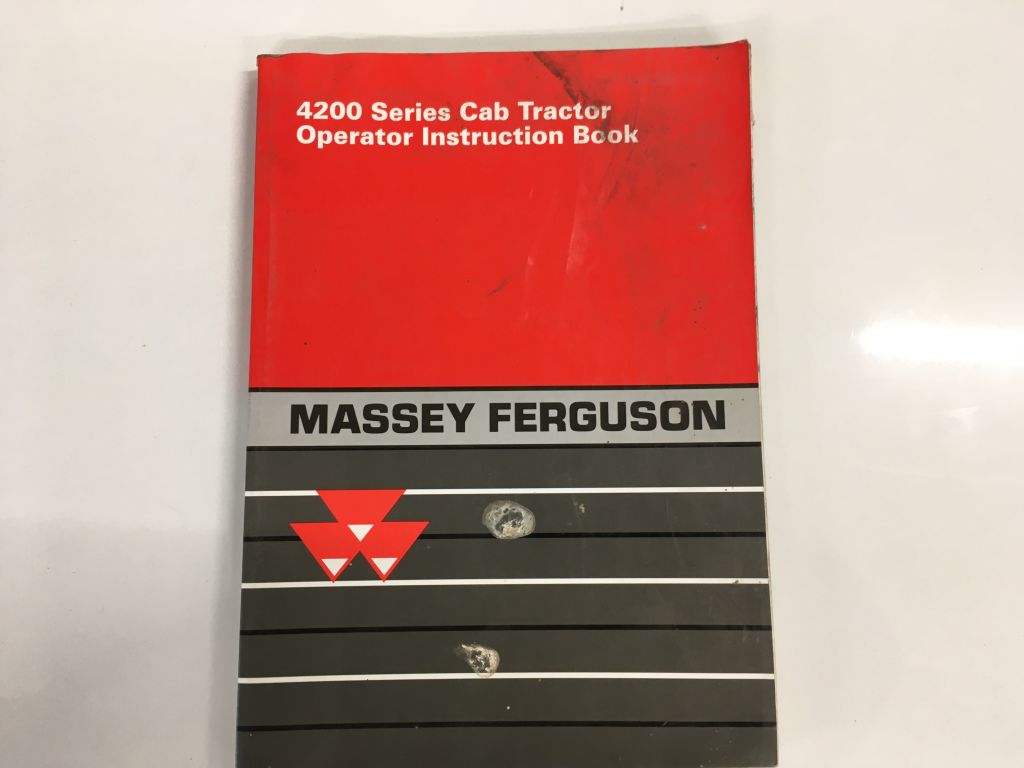 4200 Series Cab Tractor
Operator Instruction Book
MASSEY FERGUSON